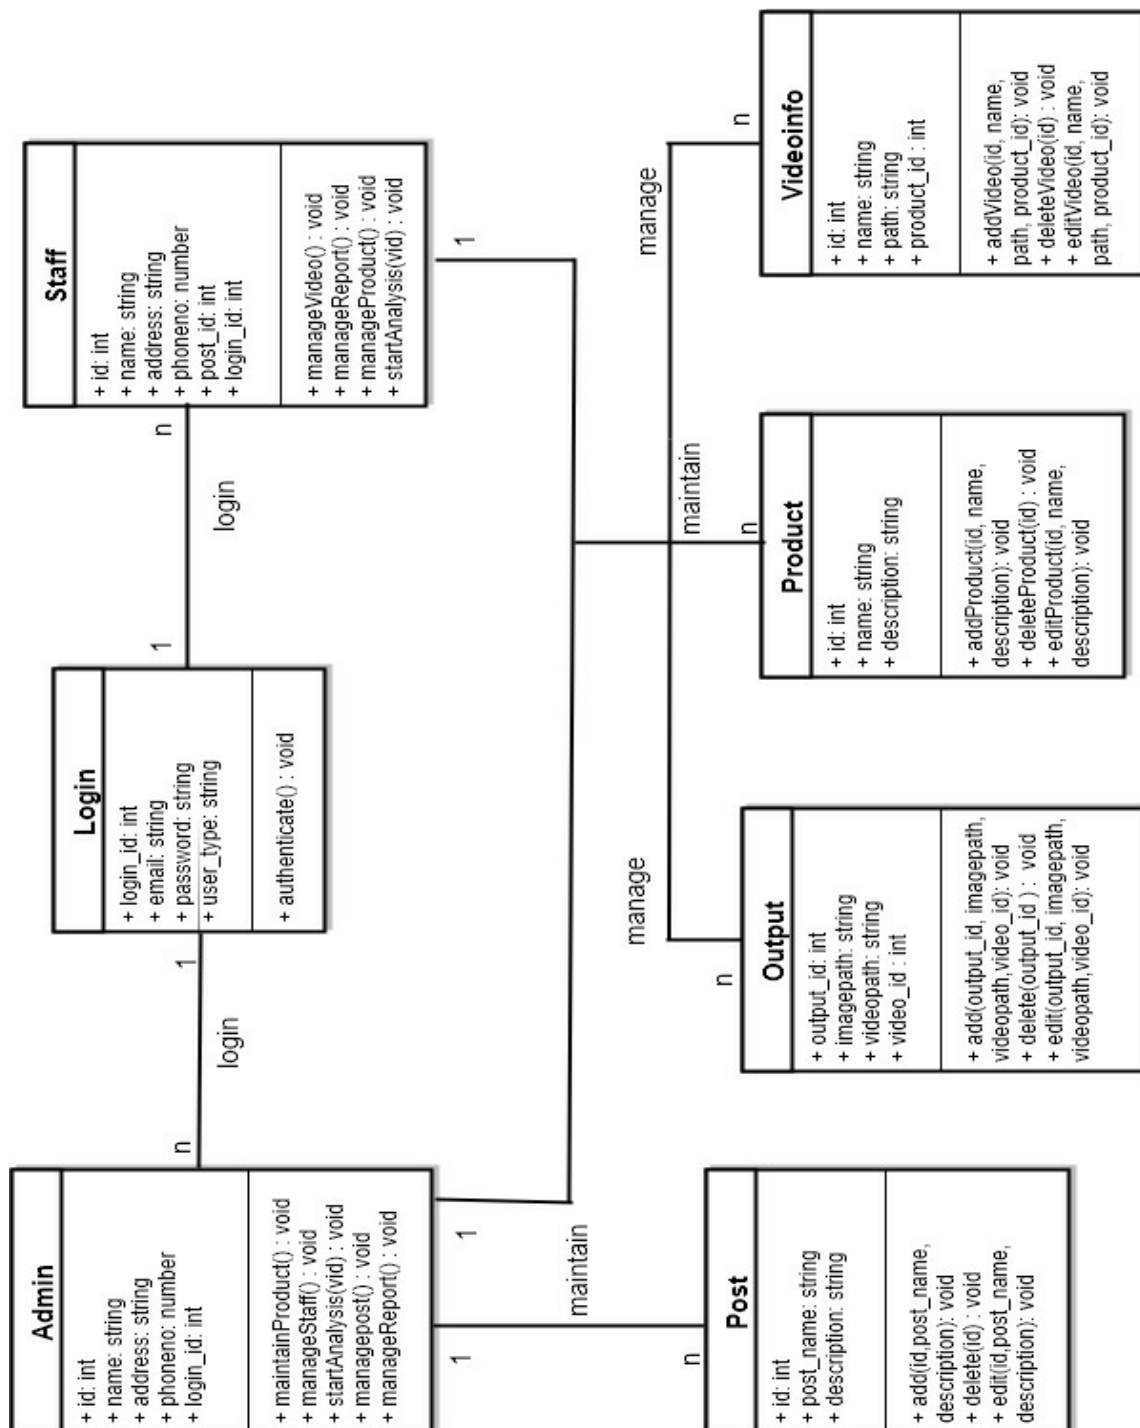 Admin
+ id: int
+ name: string
+ address: string
+ phoneno: number
+ login_id: int
+ maintainProduct() : void
+ manageStaff() : void
+ startAnalysis(vid) : void
+ managepost() : void
+ manageReport() : void
n
login
1
Login
+ login_id: int
+ email: string
+ password: string
+ user_type: string
+ authenticate() : void
1
login
n
Staff
+ id: int
+ name: string
+ address: string
+ phoneno: number
+ post_id: int
+ login_id: int
+ manageVideo() : void
+ manageReport() : void
+ manageProduct() : void
+ startAnalysis(vid) : void
1
1
1
maintain
n
manage
n
maintain
n
manage
n
Post
+ id: int
+ post_name: string
+ description: string
+ add(id,post_name,
description): void
+ delete(id) : void
+ edit(id,post_name,
description): void
Output
+ output_id: int
+ imagepath: string
+ videopath: string
+ video_id : int
+ add(output_id, imagepath,
videopath,video_id): void
+ delete(output_id ) : void
+ edit(output_id, imagepath,
videopath,video_id): void
Product
+ id: int
+ name: string
+ description: string
+ addProduct(id, name,
description): void
+ deleteProduct(id) : void
+ editProduct(id, name,
description): void
Videoinfo
+ id: int
+ name: string
+ path: string
+ product_id : int
+ addVideo(id, name,
path, product_id): void
+ deleteVideo(id) : void
+ editVideo(id, name,
path, product_id): void